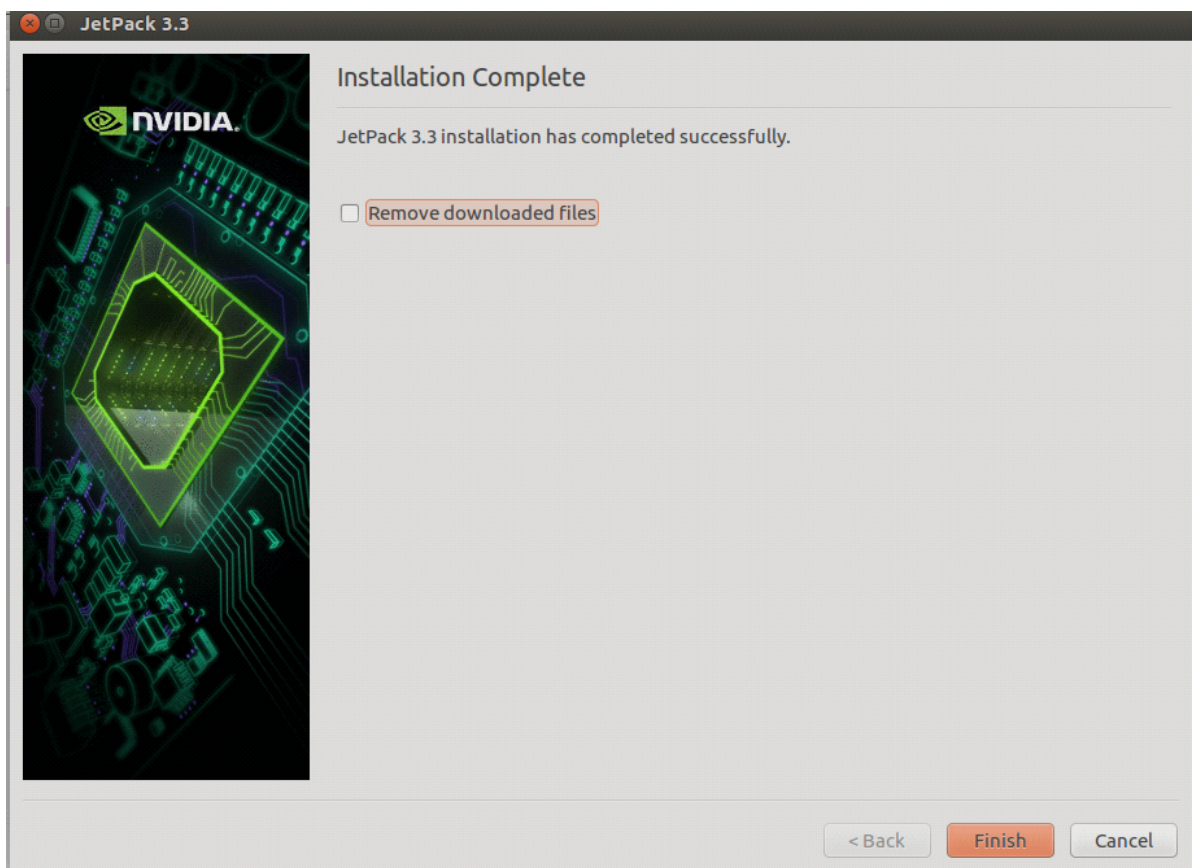 JetPack 3.3
NVIDIA.
Installation Complete
JetPack 3.3 installation has completed successfully.
Remove downloaded files
< Back
Finish
Cancel